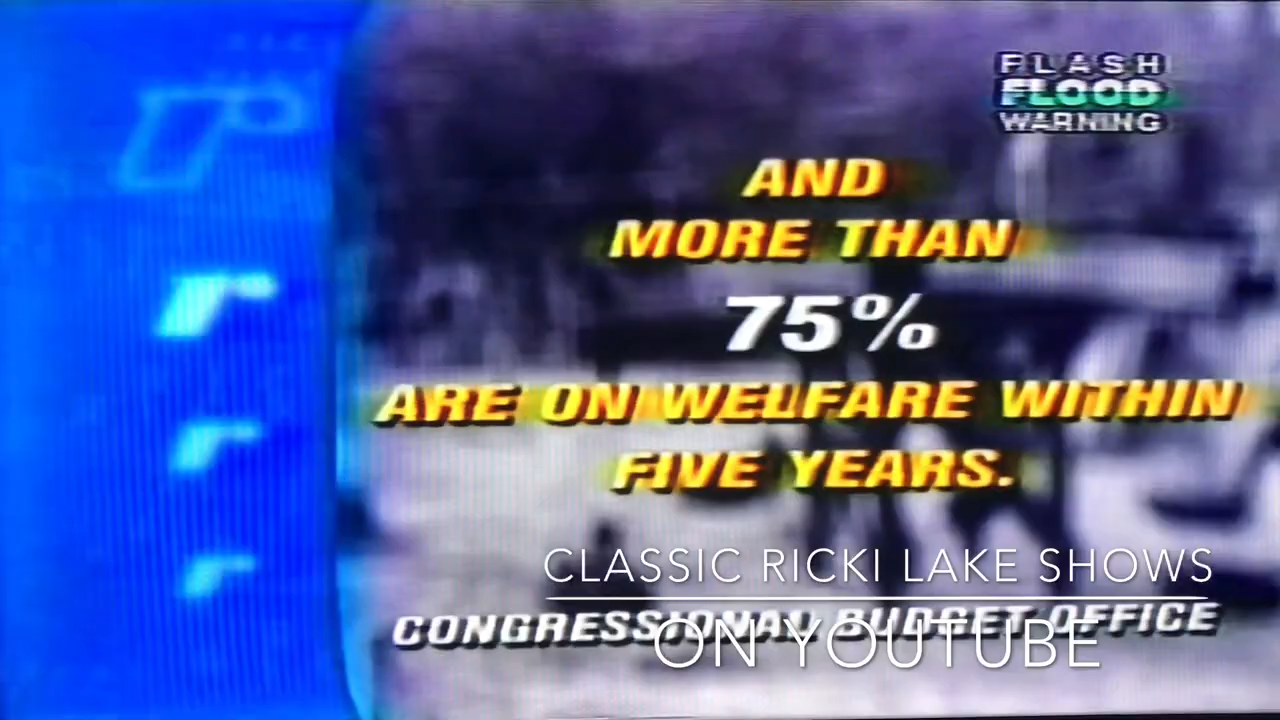 FLASH
FLOOD
WARNING
AND
MORE THAN
75%
ARE ON WELFARE WITHIN
FIVE YEARS.
CLASSIC RICKI LAKE SHOWS
CONGRESSIONAL BUDGET OFFICE
ON YOUTUBE